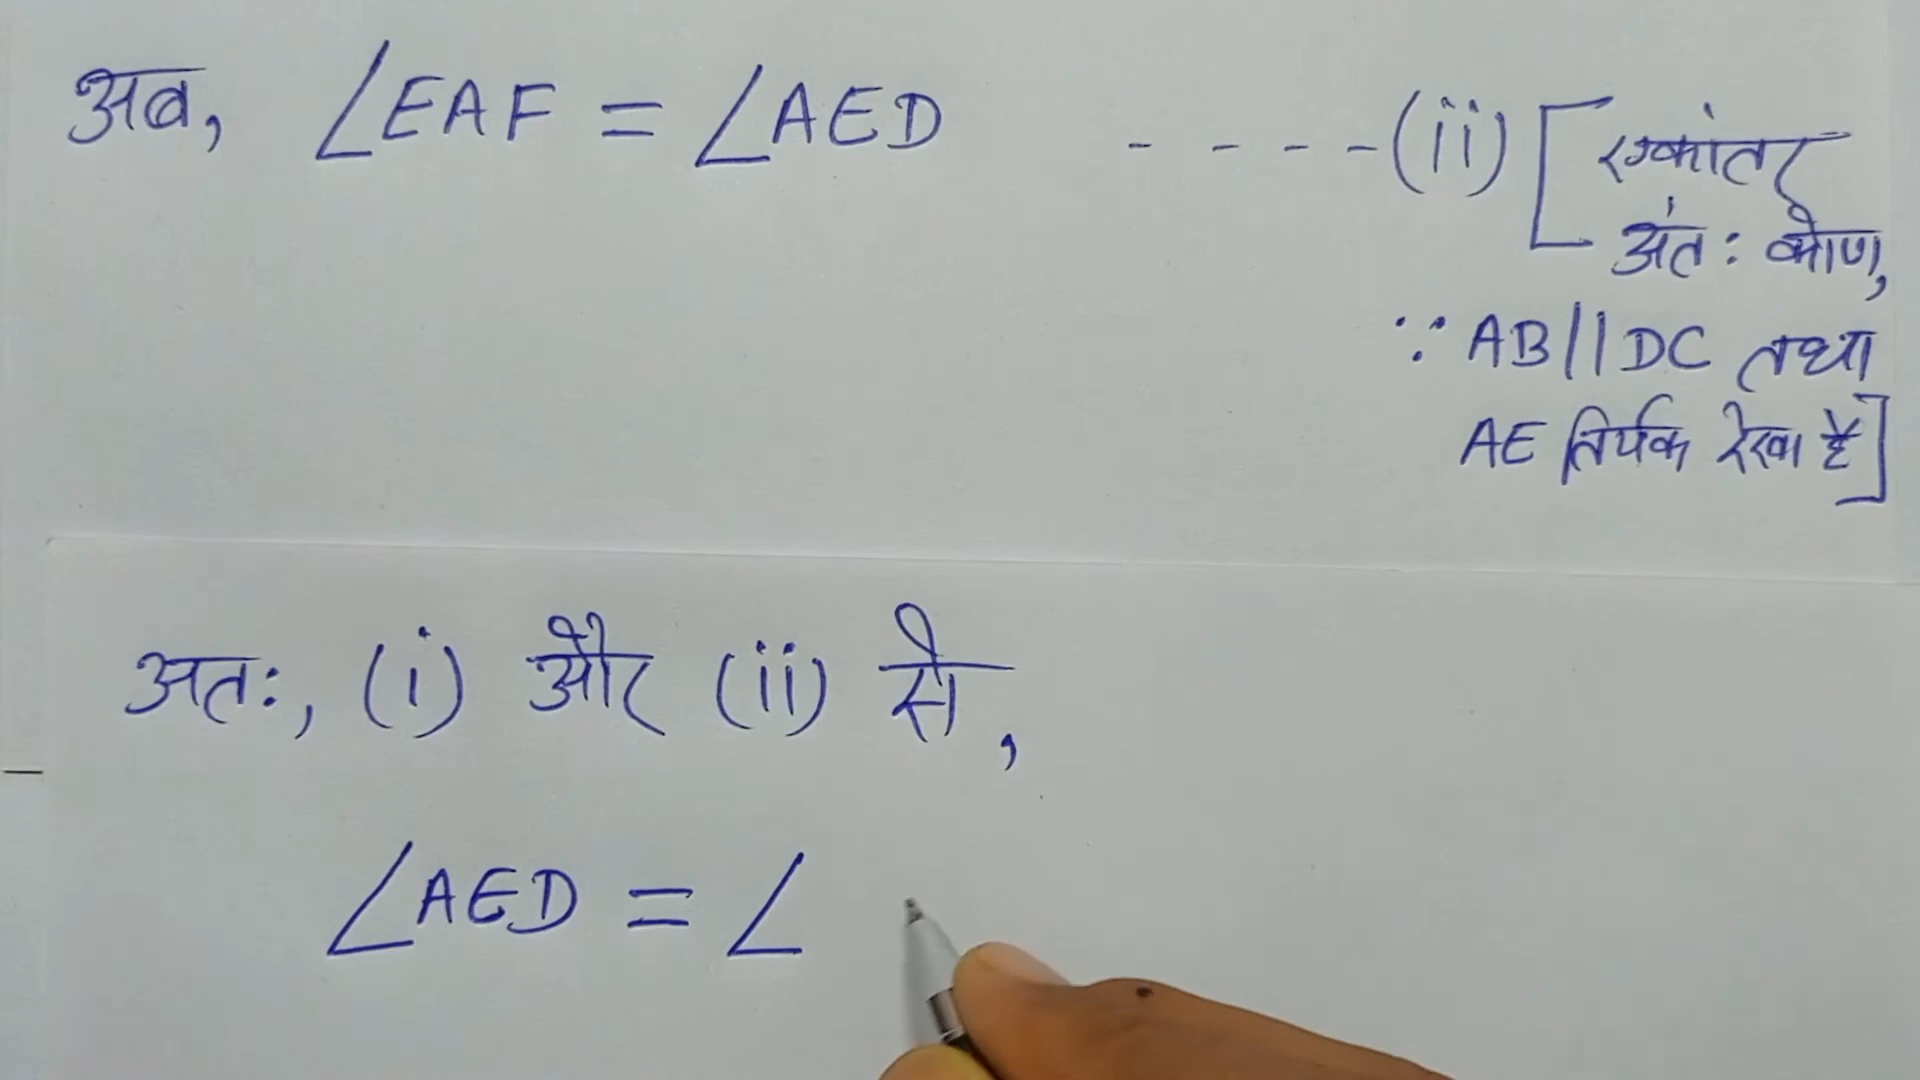 अब, ∠EAF = ∠AED ----(ii) [एकांतर
अंत: कोण,
∵ AB||DC तथा
AE तिर्यक रेखा है]
अतः, (i) और (ii) से,
∠AED = ∠